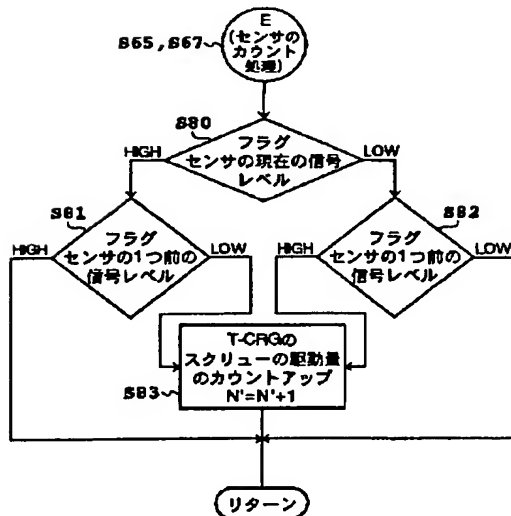 E
S65,S67
(センサの
カウント
処理)
S80
フラグ
センサの現在の信号
レベル
HIGH
LOW
S81
フラグ
センサの1つ前の
信号レベル
HIGH
LOW
S82
フラグ
センサの1つ前の
信号レベル
HIGH
LOW
T-CRGの
スクリューの駆動量
のカウントアップ
N'=N'+1
S83
リターン